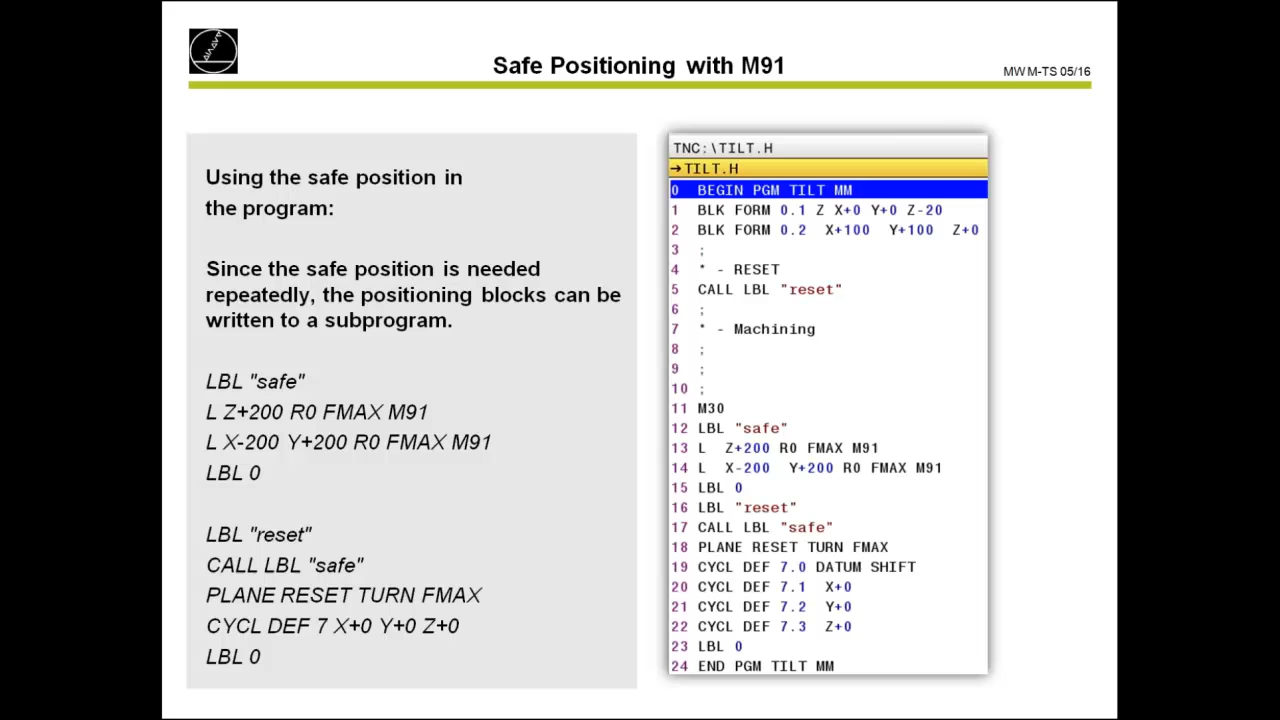 Safe Positioning with M91
MW M-TS 05/16
Using the safe position in
the program:
Since the safe position is needed
repeatedly, the positioning blocks can be
written to a subprogram.
LBL "safe"
L Z+200 R0 FMAX M91
L X-200 Y+200 R0 FMAX M91
LBL 0
LBL "reset"
CALL LBL "safe"
PLANE RESET TURN FMAX
CYCL DEF 7 X+0 Y+0 Z+0
LBL 0
TNC:\TILT.H
→TILT.H
0 BEGIN PGM TILT MM
1 BLK FORM 0.1 Z X+0 Y+0 Z-20
2 BLK FORM 0.2 X+100 Y+100 Z+0
3 ;
4 * - RESET
5 CALL LBL "reset"
6 ;
7 * - Machining
8 ;
9 ;
10 ;
11 M30
12 LBL "safe"
13 L Z+200 R0 FMAX M91
14 L X-200 Y+200 R0 FMAX M91
15 LBL 0
16 LBL "reset"
17 CALL LBL "safe"
18 PLANE RESET TURN FMAX
19 CYCL DEF 7.0 DATUM SHIFT
20 CYCL DEF 7.1 X+0
21 CYCL DEF 7.2 Y+0
22 CYCL DEF 7.3 Z+0
23 LBL 0
24 END PGM TILT MM